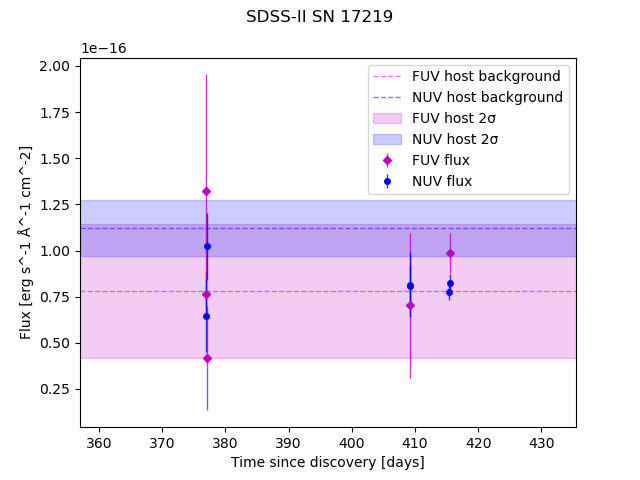 SDSS-II SN 17219
1e−16
FUV host background
NUV host background
FUV host 2σ
NUV host 2σ
FUV flux
NUV flux
2.00
1.75
1.50
1.25
1.00
0.75
0.50
0.25
Flux [erg s^-1 Å^-1 cm^-2]
360
370
380
390
400
410
420
430
Time since discovery [days]